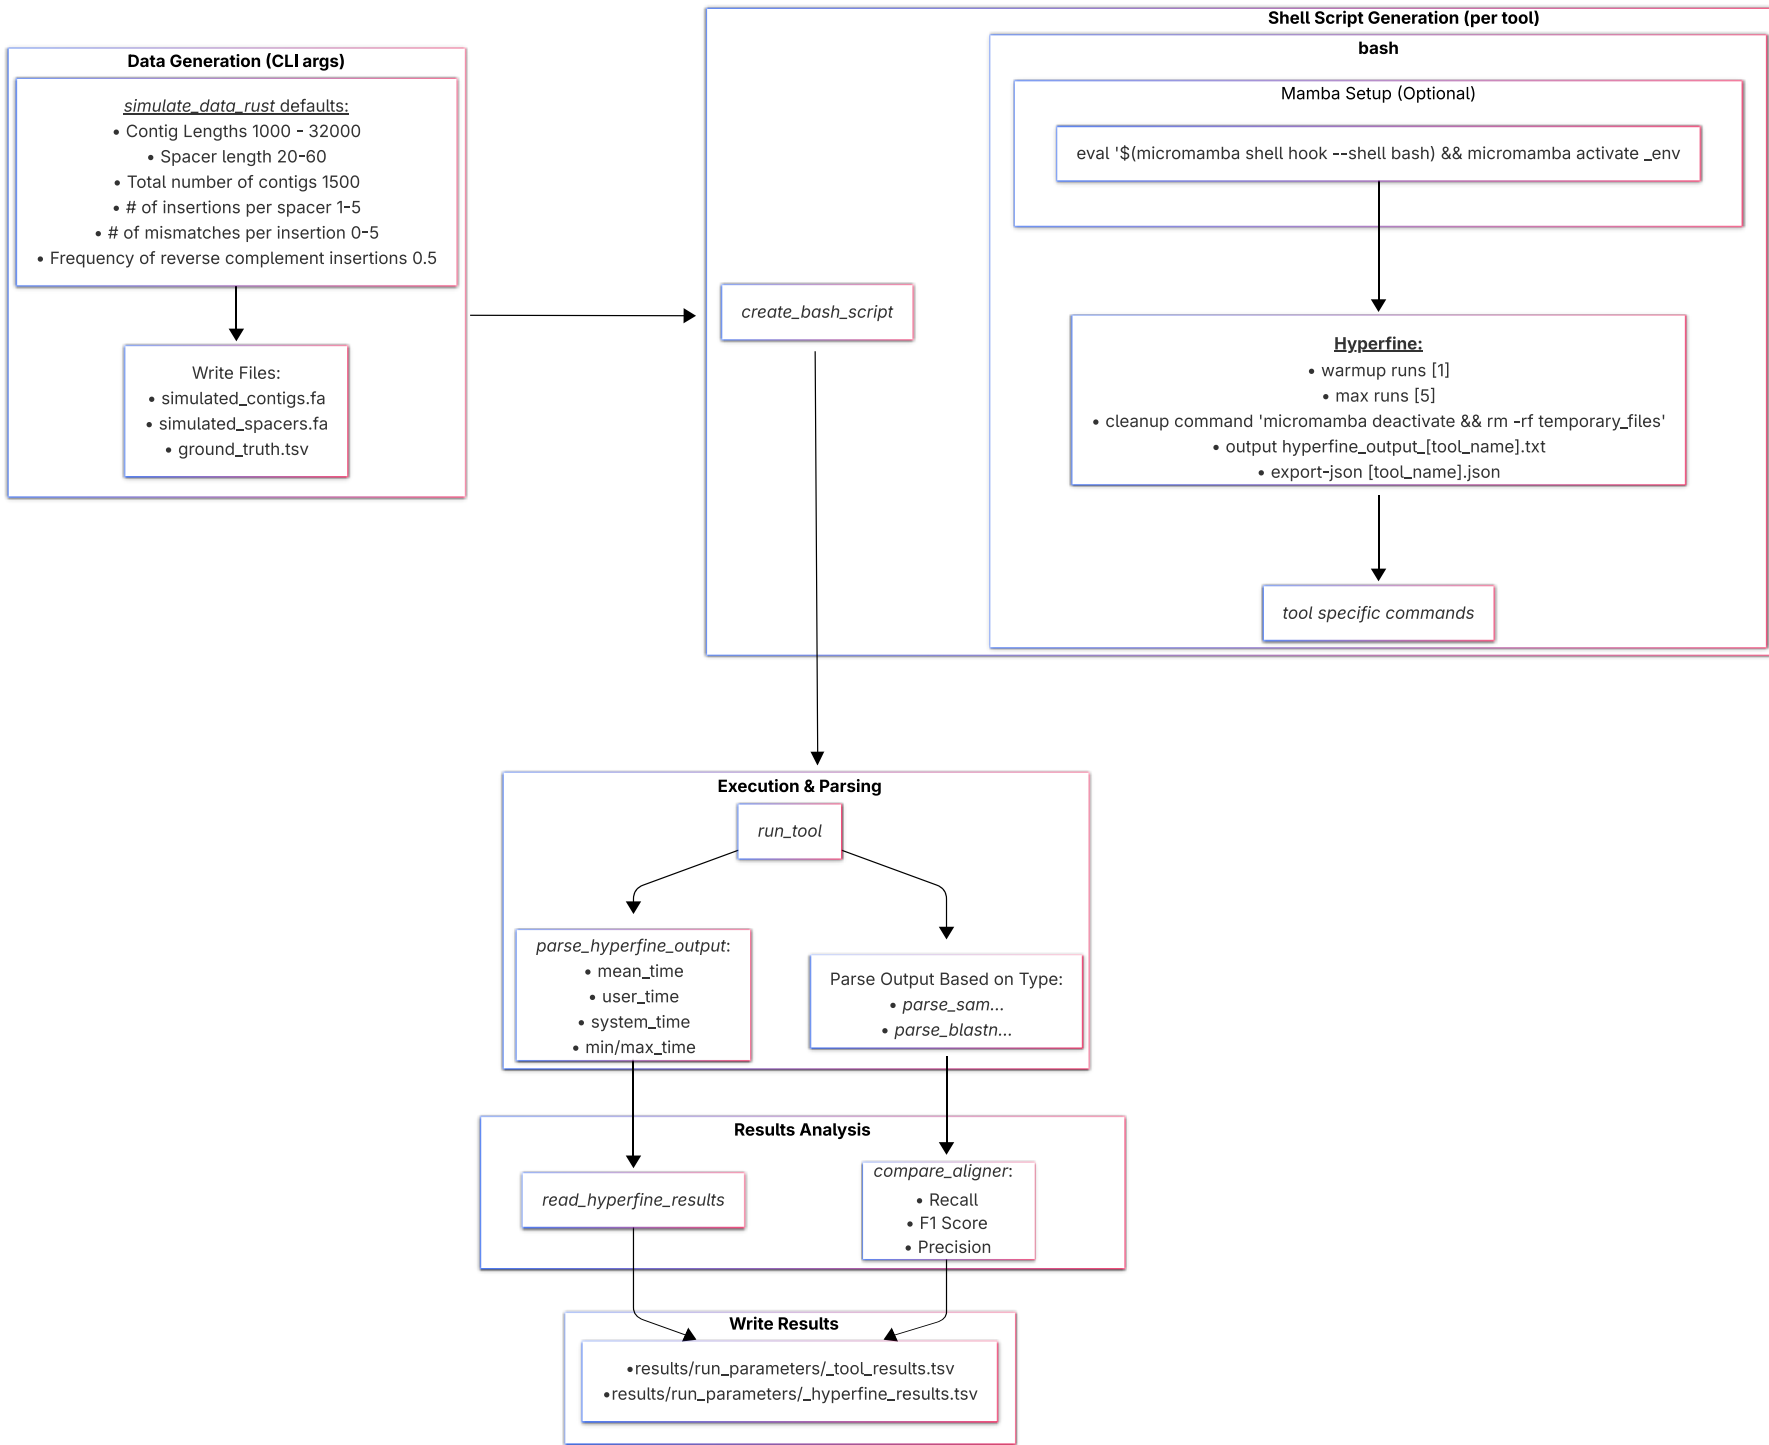 Data Generation (CLI args)
simulate_data_rust defaults:
• Contig Lengths 1000 - 32000
• Spacer length 20-60
• Total number of contigs 1500
• # of insertions per spacer 1-5
• # of mismatches per insertion 0-5
• Frequency of reverse complement insertions 0.5
Write Files:
• simulated_contigs.fa
• simulated_spacers.fa
• ground_truth.tsv
Shell Script Generation (per tool)
create_bash_script
bash
Mamba Setup (Optional)
eval '$(micromamba shell hook --shell bash) && micromamba activate _env
Hyperfine:
• warmup runs [1]
• max runs [5]
• cleanup command 'micromamba deactivate && rm -rf temporary_files'
• output hyperfine_output_[tool_name].txt
• export-json [tool_name].json
tool specific commands
Execution & Parsing
run_tool
parse_hyperfine_output:
• mean_time
• user_time
• system_time
• min/max_time
Parse Output Based on Type:
• parse_sam...
• parse_blastn...
Results Analysis
read_hyperfine_results
compare_aligner:
• Recall
• F1 Score
• Precision
Write Results
•results/run_parameters/_tool_results.tsv
•results/run_parameters/_hyperfine_results.tsv